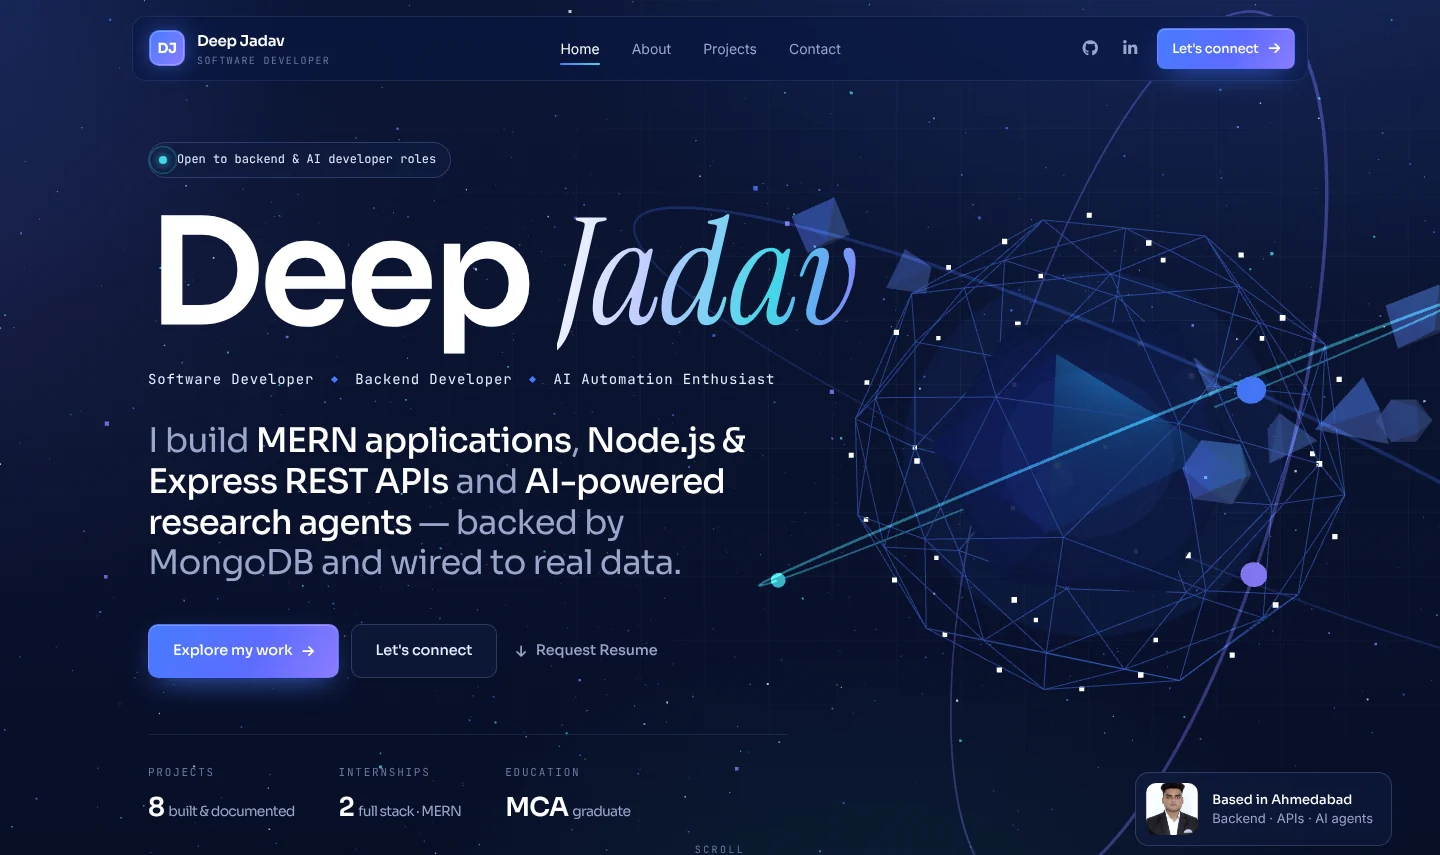 DJ
Deep Jadav
SOFTWARE DEVELOPER
Home
About
Projects
Contact
Let's connect →
Open to backend & AI developer roles
Deep Jadav
Software Developer ◆ Backend Developer ◆ AI Automation Enthusiast
I build MERN applications, Node.js &
Express REST APIs and AI-powered
research agents — backed by
MongoDB and wired to real data.
Explore my work →
Let's connect
↓ Request Resume
PROJECTS
8 built & documented
INTERNSHIPS
2 full stack · MERN
EDUCATION
MCA graduate
Based in Ahmedabad
Backend · APIs · AI agents
SCROLL